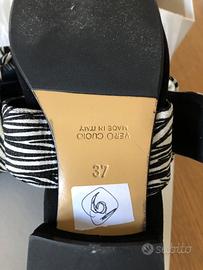 VERO CUOIO
MADE IN ITALY
37
subito